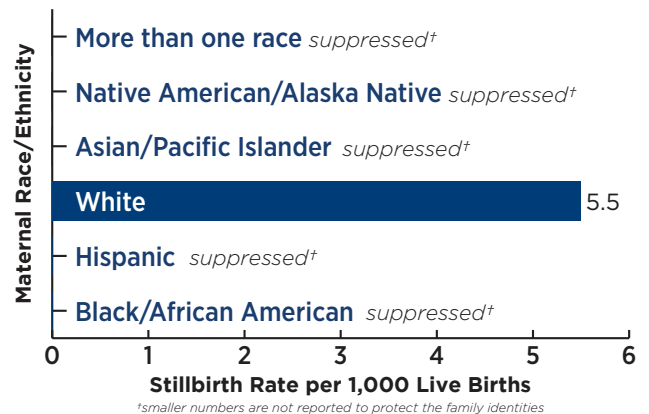 Maternal Race/Ethnicity
More than one race suppressed†
Native American/Alaska Native suppressed†
Asian/Pacific Islander suppressed†
White 5.5
Hispanic suppressed†
Black/African American suppressed†
0 1 2 3 4 5 6
Stillbirth Rate per 1,000 Live Births
†smaller numbers are not reported to protect the family identities